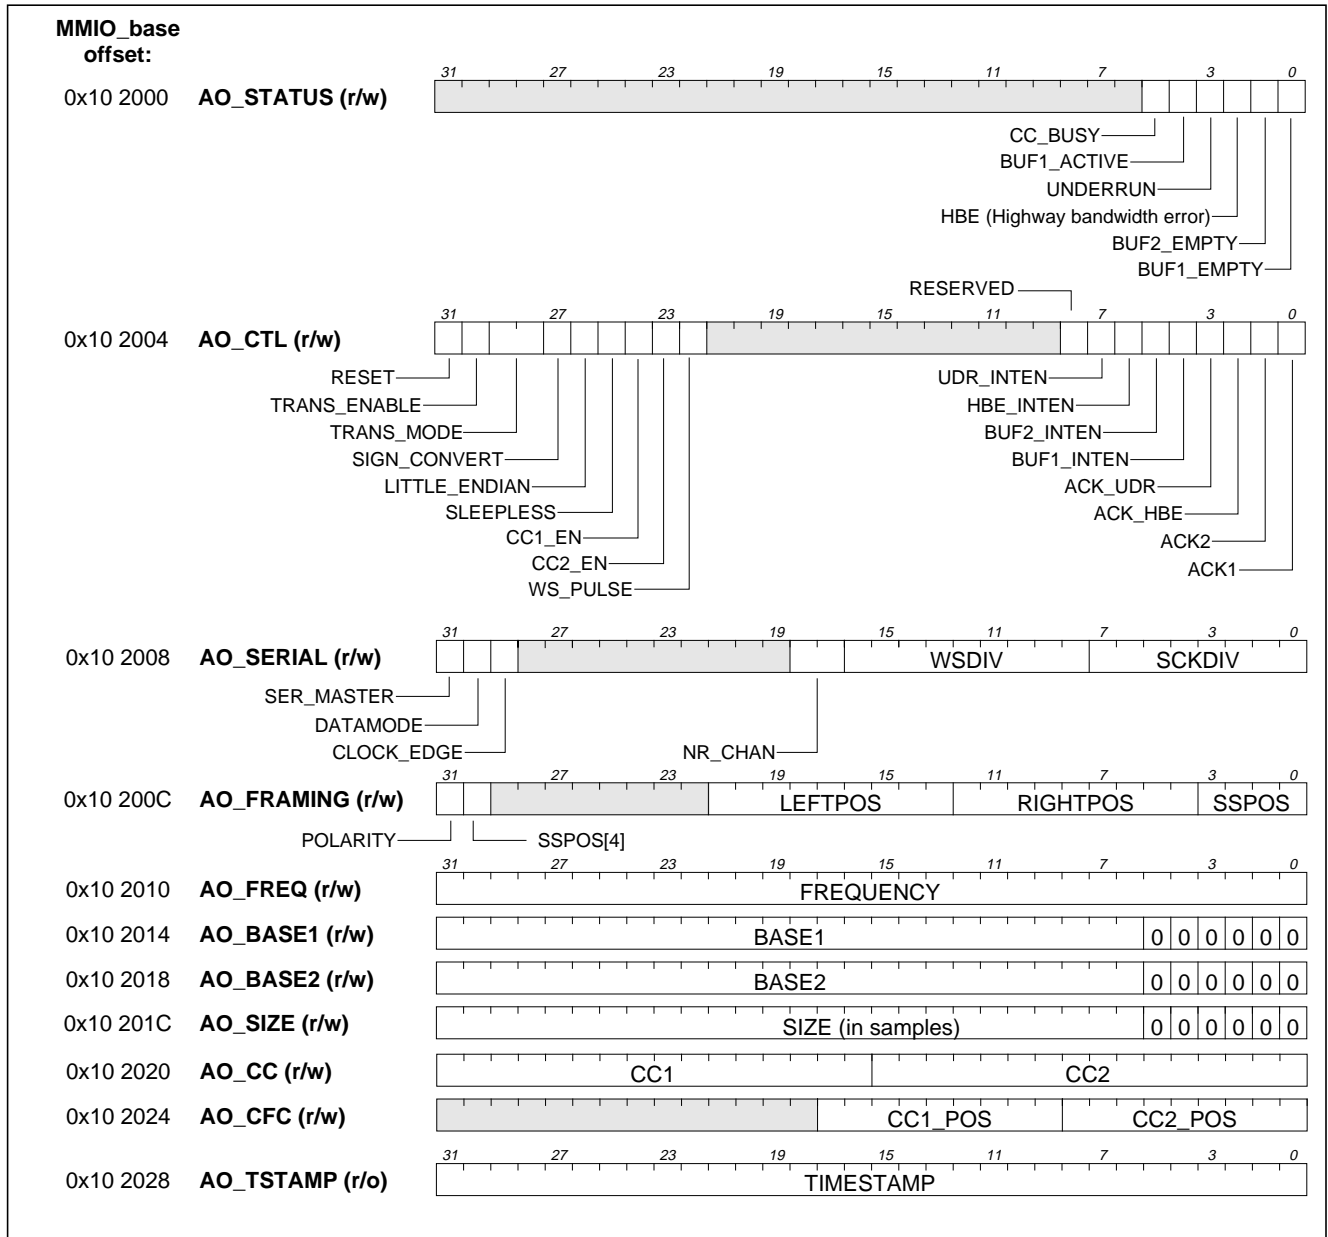 MMIO_base
offset:
31 27 23 19 15 11 7 3 0
0x10 2000 AO_STATUS (r/w)
CC_BUSY
BUF1_ACTIVE
UNDERRUN
HBE (Highway bandwidth error)
BUF2_EMPTY
BUF1_EMPTY
RESERVED
31 27 23 19 15 11 7 3 0
0x10 2004 AO_CTL (r/w)
RESET UDR_INTEN
TRANS_ENABLE HBE_INTEN
TRANS_MODE BUF2_INTEN
SIGN_CONVERT BUF1_INTEN
LITTLE_ENDIAN ACK_UDR
SLEEPLESS ACK_HBE
CC1_EN ACK2
CC2_EN ACK1
WS_PULSE
31 27 23 19 15 11 7 3 0
0x10 2008 AO_SERIAL (r/w) WSDIV SCKDIV
SER_MASTER
DATAMODE
CLOCK_EDGE NR_CHAN
31 27 23 19 15 11 7 3 0
0x10 200C AO_FRAMING (r/w) LEFTPOS RIGHTPOS SSPOS
POLARITY SSPOS[4]
31 27 23 19 15 11 7 3 0
0x10 2010 AO_FREQ (r/w) FREQUENCY
0x10 2014 AO_BASE1 (r/w) BASE1 0 0 0 0 0 0
0x10 2018 AO_BASE2 (r/w) BASE2 0 0 0 0 0 0
0x10 201C AO_SIZE (r/w) SIZE (in samples) 0 0 0 0 0 0
0x10 2020 AO_CC (r/w) CC1 CC2
0x10 2024 AO_CFC (r/w) CC1_POS CC2_POS
31 27 23 19 15 11 7 3 0
0x10 2028 AO_TSTAMP (r/o) TIMESTAMP